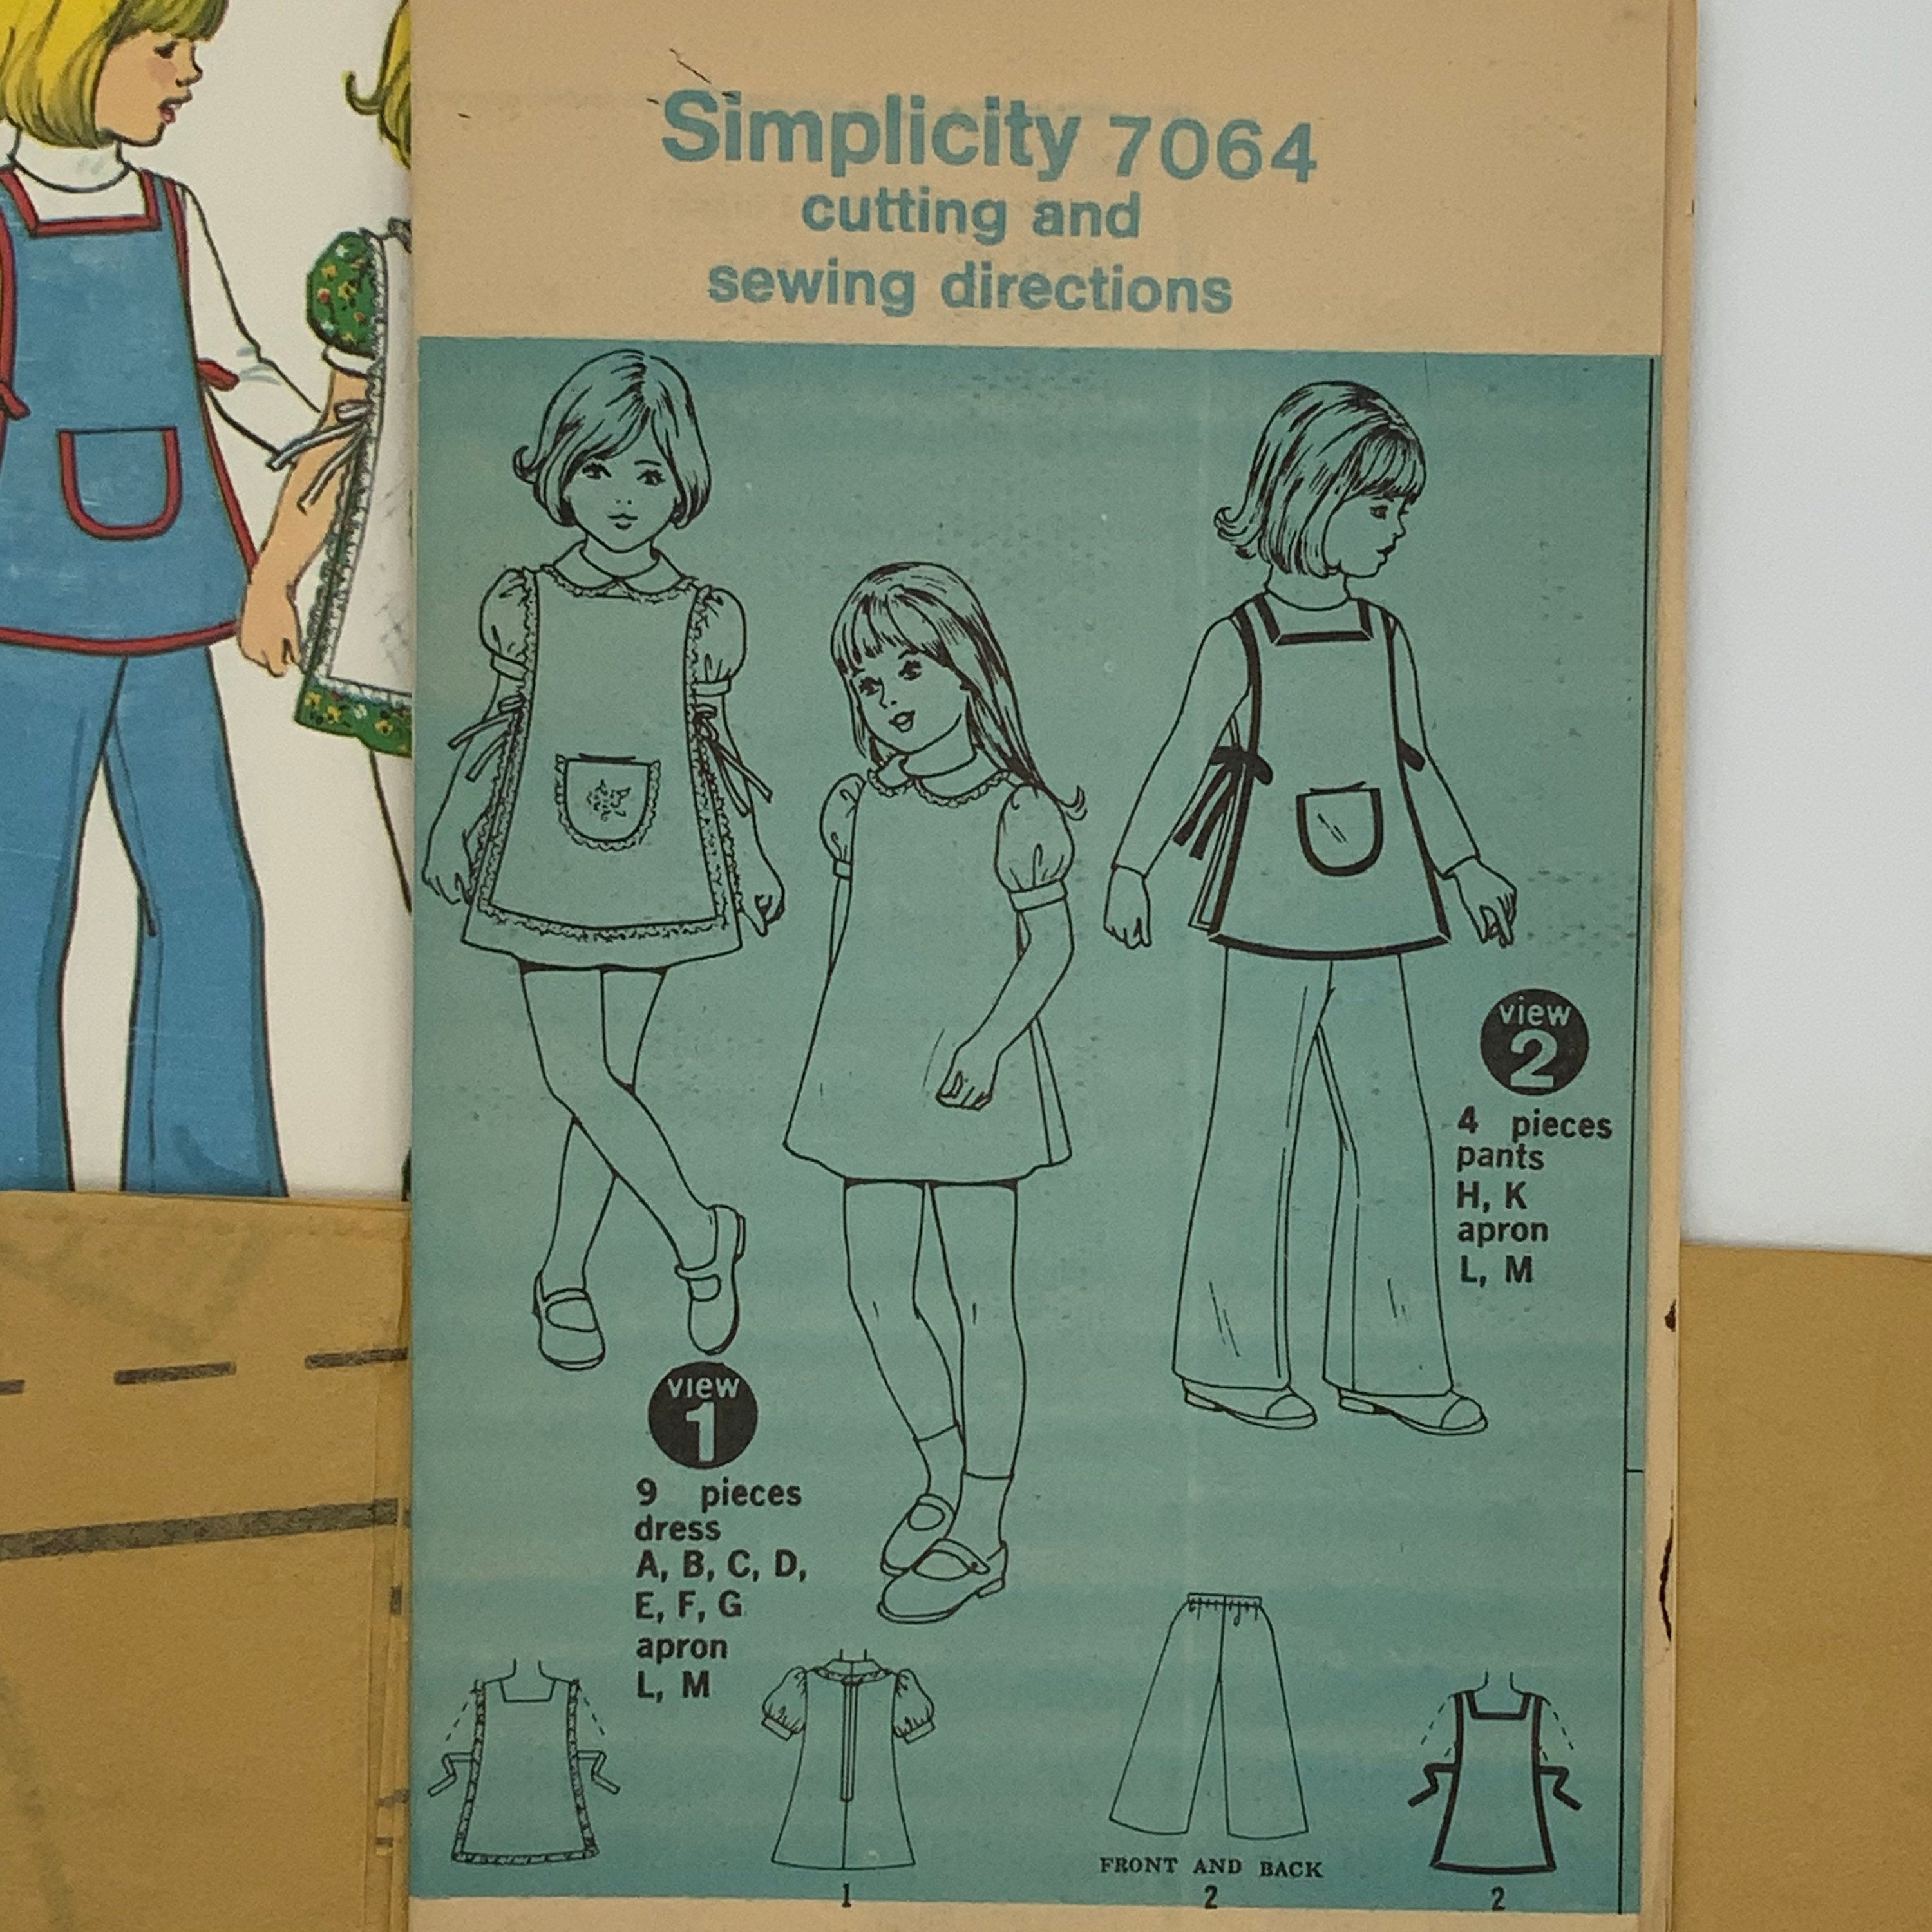 Simplicity 7064
cutting and
sewing directions
view
1
9 pieces
dress
A, B, C, D,
E, F, G
apron
L, M
view
2
4 pieces
pants
H, K
apron
L, M
FRONT AND BACK
1
2
2